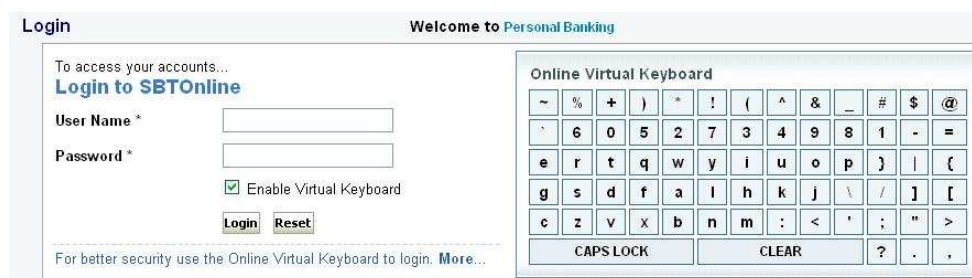 Login
Welcome to Personal Banking
To access your accounts...
Login to SBTOnline
User Name *
Password *
Enable Virtual Keyboard
Login Reset
For better security use the Online Virtual Keyboard to login. More...
Online Virtual Keyboard
~ % + ) * ! ( ^ & _ # $ @
` 6 0 5 2 7 3 4 9 8 1 - =
e r t q w y i u o p } | {
g s d f a l h k j \ / ] [
c z v x b n m : < ' ; " >
CAPS LOCK CLEAR ? . ,